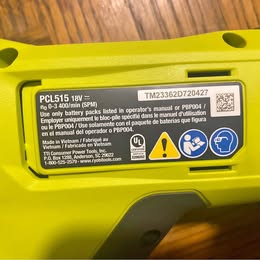 PCL515 18V ⎓
n₀ 0-3 400/min (SPM)
TM23362D720427
Use only battery packs listed in operator's manual or PBP004 /
Employer uniquement le bloc-pile spécifié dans le manuel d'utilisation
ou le PBP004 / Use solamente con el paquete de baterías que figura
en el manual del operador o PBP004 .
Made in Vietnam / Fabriqué au
Vietnam / Fabricado en Vietnam
TTI Consumer Power Tools, Inc.
P.O. Box 1288, Anderson, SC 29622
1-800-525-2579 - www.ryobitools.com